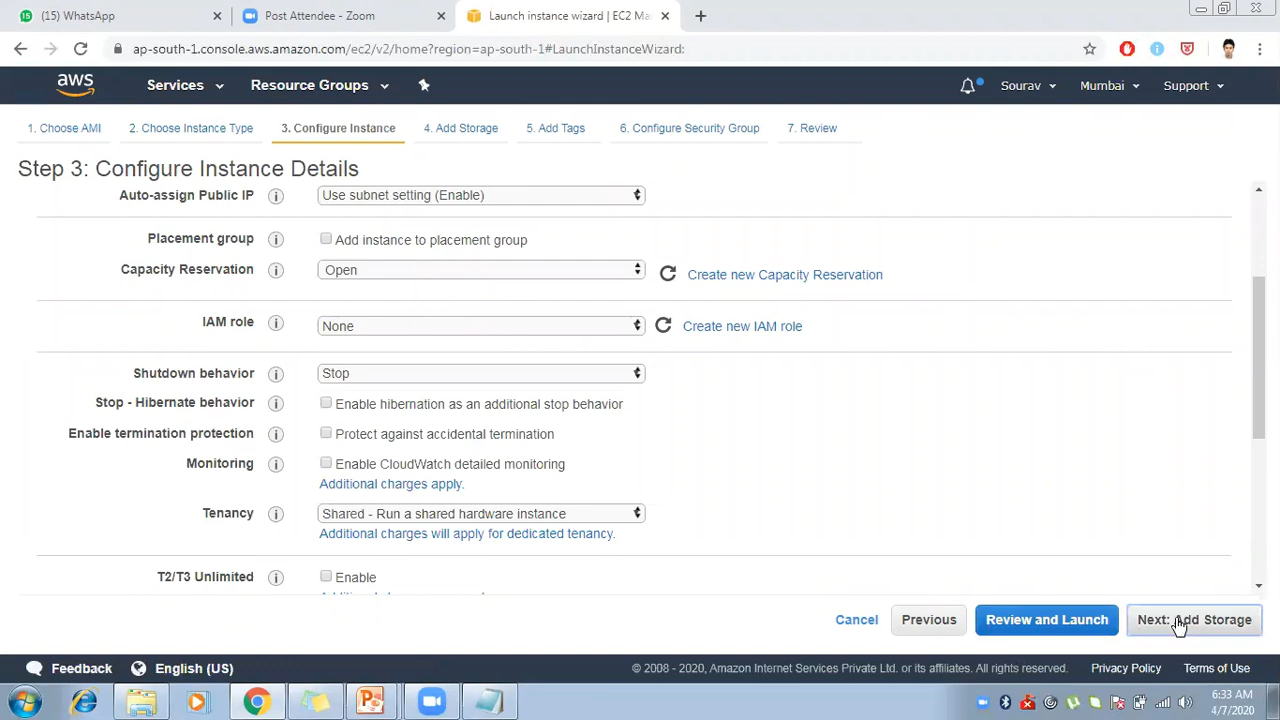 (15) WhatsApp
Post Attendee - Zoom
Launch instance wizard | EC2 Ma
ap-south-1.console.aws.amazon.com/ec2/v2/home?region=ap-south-1#LaunchInstanceWizard:
aws
Services
Resource Groups
Sourav
Mumbai
Support
1. Choose AMI
2. Choose Instance Type
3. Configure Instance
4. Add Storage
5. Add Tags
6. Configure Security Group
7. Review
Step 3: Configure Instance Details
Auto-assign Public IP
Use subnet setting (Enable)
Placement group
Add instance to placement group
Capacity Reservation
Open
Create new Capacity Reservation
IAM role
None
Create new IAM role
Shutdown behavior
Stop
Stop - Hibernate behavior
Enable hibernation as an additional stop behavior
Enable termination protection
Protect against accidental termination
Monitoring
Enable CloudWatch detailed monitoring
Additional charges apply.
Tenancy
Shared - Run a shared hardware instance
Additional charges will apply for dedicated tenancy.
T2/T3 Unlimited
Enable
Cancel
Previous
Review and Launch
Next: Add Storage
Feedback
English (US)
© 2008 - 2020, Amazon Internet Services Private Ltd. or its affiliates. All rights reserved.
Privacy Policy
Terms of Use
6:33 AM
4/7/2020